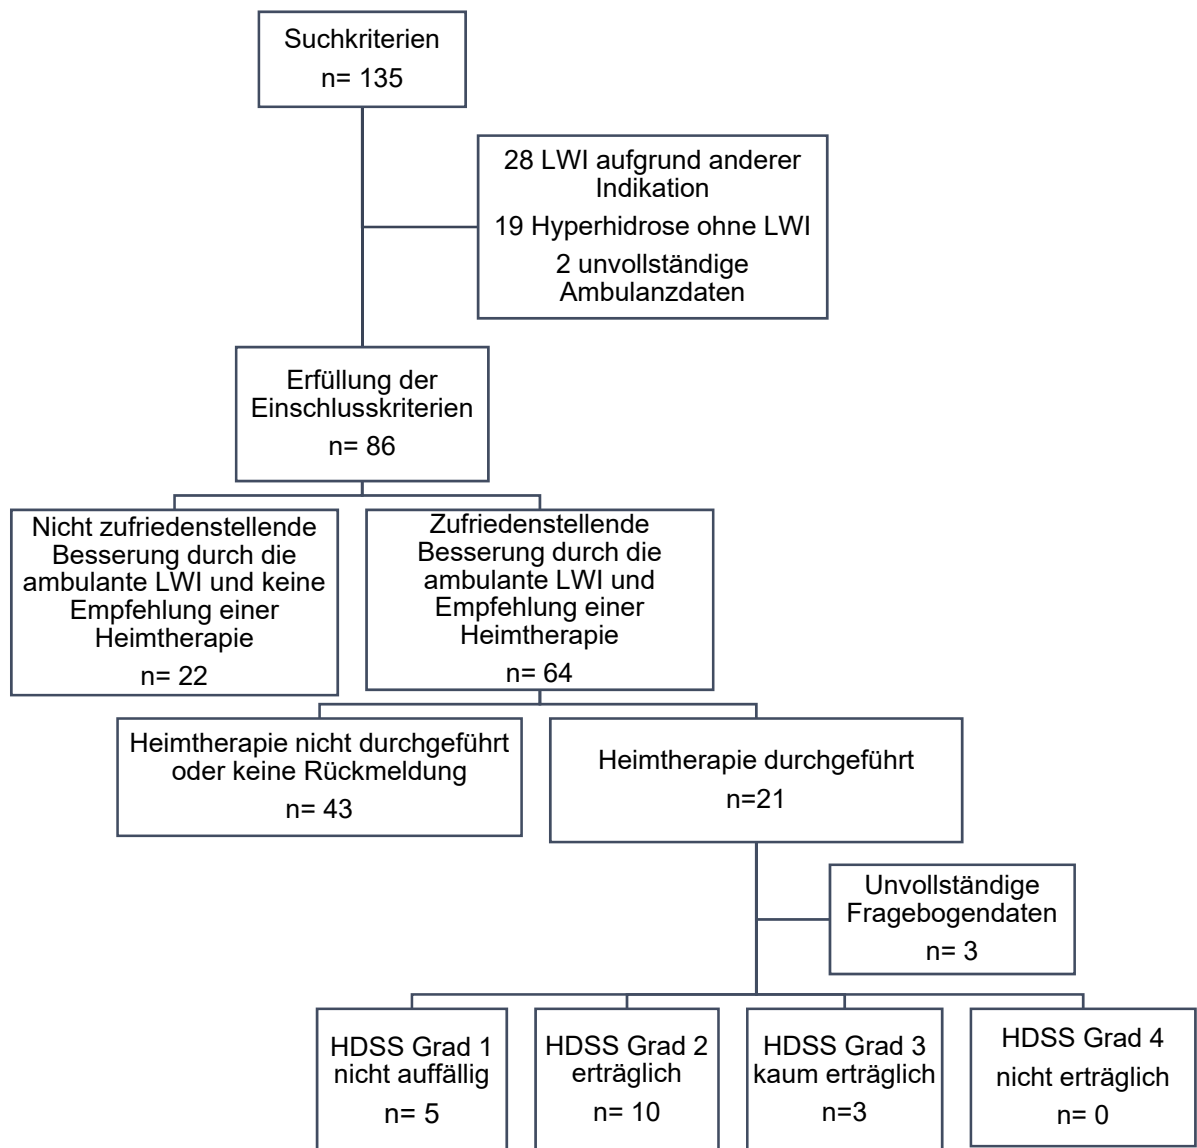 Suchkriterien
n= 135
28 LWI aufgrund anderer
Indikation
19 Hyperhidrose ohne LWI
2 unvollständige
Ambulanzdaten
Erfüllung der
Einschlusskriterien
n= 86
Nicht zufriedenstellende
Besserung durch die
ambulante LWI und keine
Empfehlung einer
Heimtherapie
n= 22
Zufriedenstellende
Besserung durch die
ambulante LWI und
Empfehlung einer
Heimtherapie
n= 64
Heimtherapie nicht durchgeführt
oder keine Rückmeldung
n= 43
Heimtherapie durchgeführt
n=21
Unvollständige
Fragebogendaten
n= 3
HDSS Grad 1
nicht auffällig
n= 5
HDSS Grad 2
erträglich
n= 10
HDSS Grad 3
kaum erträglich
n=3
HDSS Grad 4
nicht erträglich
n= 0